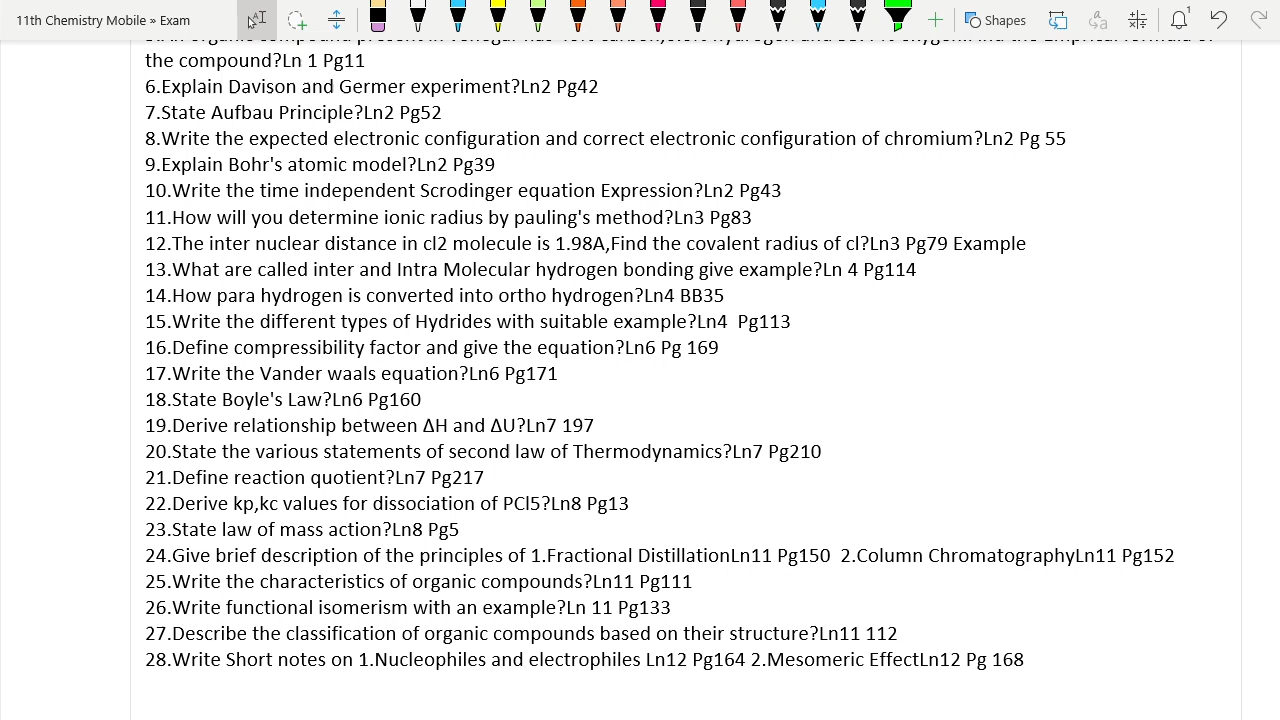 11th Chemistry Mobile » Exam
Shapes
1
the compound?Ln 1 Pg11
6.Explain Davison and Germer experiment?Ln2 Pg42
7.State Aufbau Principle?Ln2 Pg52
8.Write the expected electronic configuration and correct electronic configuration of chromium?Ln2 Pg 55
9.Explain Bohr's atomic model?Ln2 Pg39
10.Write the time independent Scrodinger equation Expression?Ln2 Pg43
11.How will you determine ionic radius by pauling's method?Ln3 Pg83
12.The inter nuclear distance in cl2 molecule is 1.98A,Find the covalent radius of cl?Ln3 Pg79 Example
13.What are called inter and Intra Molecular hydrogen bonding give example?Ln 4 Pg114
14.How para hydrogen is converted into ortho hydrogen?Ln4 BB35
15.Write the different types of Hydrides with suitable example?Ln4  Pg113
16.Define compressibility factor and give the equation?Ln6 Pg 169
17.Write the Vander waals equation?Ln6 Pg171
18.State Boyle's Law?Ln6 Pg160
19.Derive relationship between ΔH and ΔU?Ln7 197
20.State the various statements of second law of Thermodynamics?Ln7 Pg210
21.Define reaction quotient?Ln7 Pg217
22.Derive kp,kc values for dissociation of PCl5?Ln8 Pg13
23.State law of mass action?Ln8 Pg5
24.Give brief description of the principles of 1.Fractional DistillationLn11 Pg150  2.Column ChromatographyLn11 Pg152
25.Write the characteristics of organic compounds?Ln11 Pg111
26.Write functional isomerism with an example?Ln 11 Pg133
27.Describe the classification of organic compounds based on their structure?Ln11 112
28.Write Short notes on 1.Nucleophiles and electrophiles Ln12 Pg164 2.Mesomeric EffectLn12 Pg 168